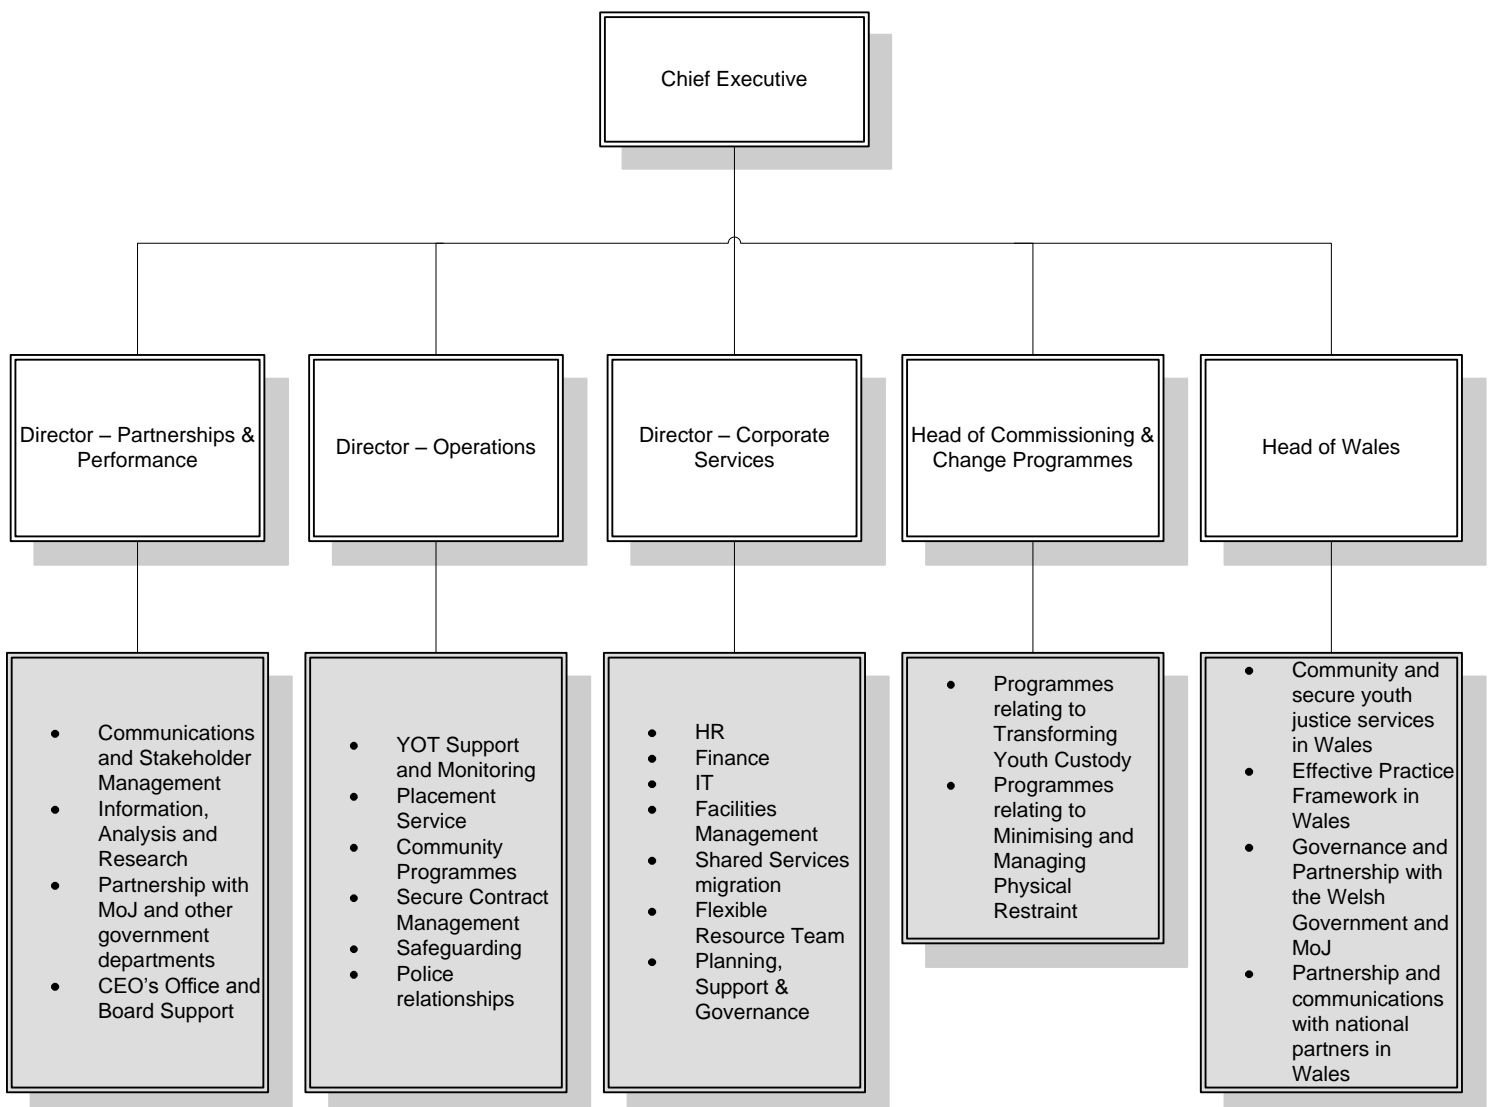 Chief Executive
Director – Partnerships &
Performance
Director – Operations
Director – Corporate
Services
Head of Commissioning &
Change Programmes
Head of Wales
• Communications
and Stakeholder
Management
• Information,
Analysis and
Research
• Partnership with
MoJ and other
government
departments
• CEO’s Office and
Board Support
• YOT Support
and Monitoring
• Placement
Service
• Community
Programmes
• Secure Contract
Management
• Safeguarding
• Police
relationships
• HR
• Finance
• IT
• Facilities
Management
• Shared Services
migration
• Flexible
Resource Team
• Planning,
Support &
Governance
• Programmes
relating to
Transforming
Youth Custody
• Programmes
relating to
Minimising and
Managing
Physical
Restraint
• Community and
secure youth
justice services
in Wales
• Effective Practice
Framework in
Wales
• Governance and
Partnership with
the Welsh
Government and
MoJ
• Partnership and
communications
with national
partners in
Wales